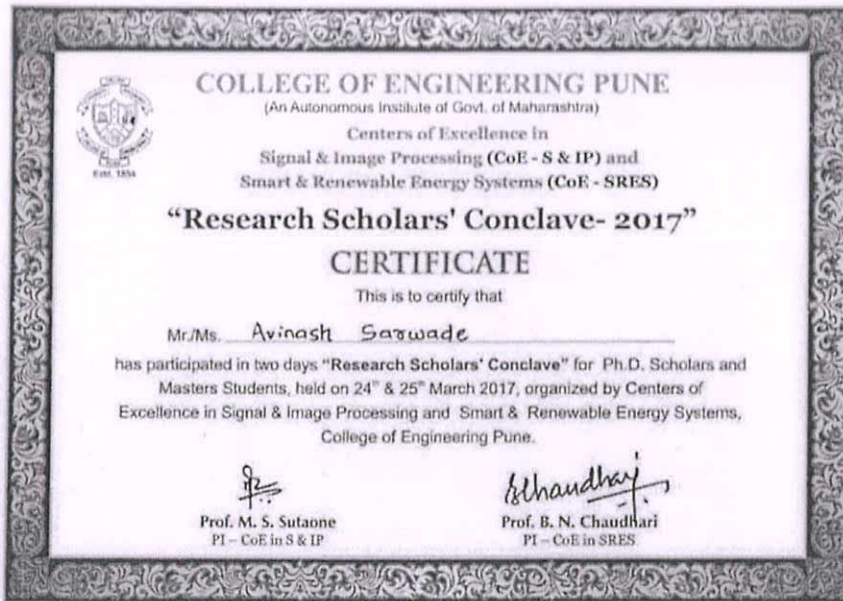 COLLEGE OF ENGINEERING PUNE
(An Autonomous Institute of Govt. of Maharashtra)
Centers of Excellence in
Signal & Image Processing (CoE - S & IP) and
Smart & Renewable Energy Systems (CoE - SRES)
Estd. 1854
“Research Scholars' Conclave- 2017”
CERTIFICATE
This is to certify that
Mr./Ms. Avinash Sarwade
has participated in two days “Research Scholars' Conclave” for Ph.D. Scholars and
Masters Students, held on 24th & 25th March 2017, organized by Centers of
Excellence in Signal & Image Processing and Smart & Renewable Energy Systems,
College of Engineering Pune.
Prof. M. S. Sutaone
PI – CoE in S & IP
Prof. B. N. Chaudhari
PI – CoE in SRES